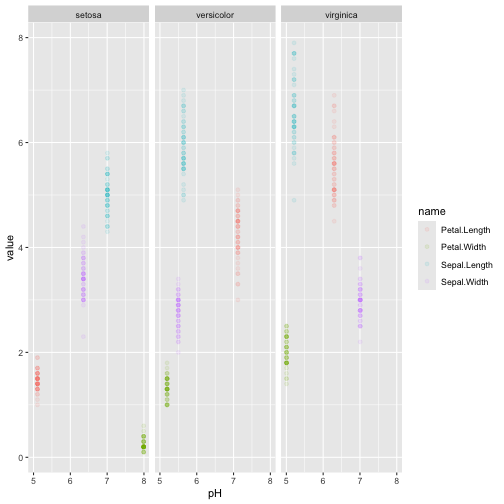 setosa versicolor virginica
8
6
4
2
0
value
5 6 7 8 5 6 7 8 5 6 7 8
pH
name
Petal.Length
Petal.Width
Sepal.Length
Sepal.Width